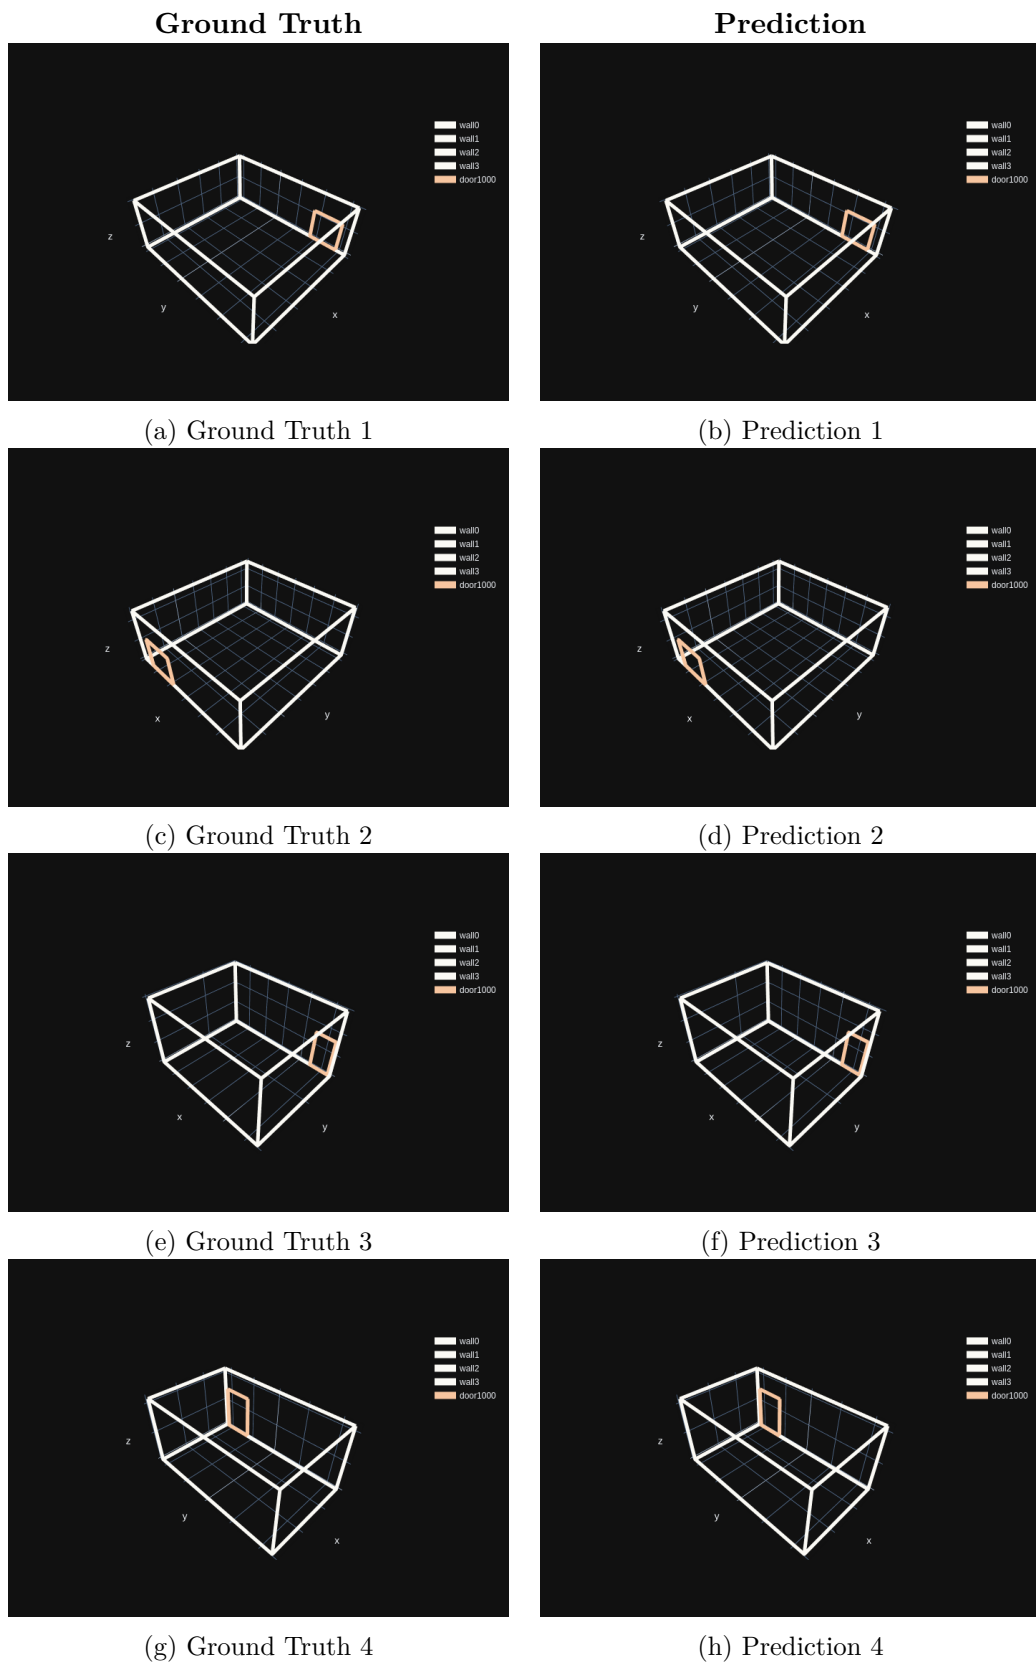 Ground Truth
Prediction
wall0
wall1
wall2
wall3
door1000
z
y
x
wall0
wall1
wall2
wall3
door1000
z
y
x
(a) Ground Truth 1
(b) Prediction 1
wall0
wall1
wall2
wall3
door1000
z
x
y
wall0
wall1
wall2
wall3
door1000
z
x
y
(c) Ground Truth 2
(d) Prediction 2
wall0
wall1
wall2
wall3
door1000
z
x
y
wall0
wall1
wall2
wall3
door1000
z
x
y
(e) Ground Truth 3
(f) Prediction 3
wall0
wall1
wall2
wall3
door1000
z
y
x
wall0
wall1
wall2
wall3
door1000
z
y
x
(g) Ground Truth 4
(h) Prediction 4